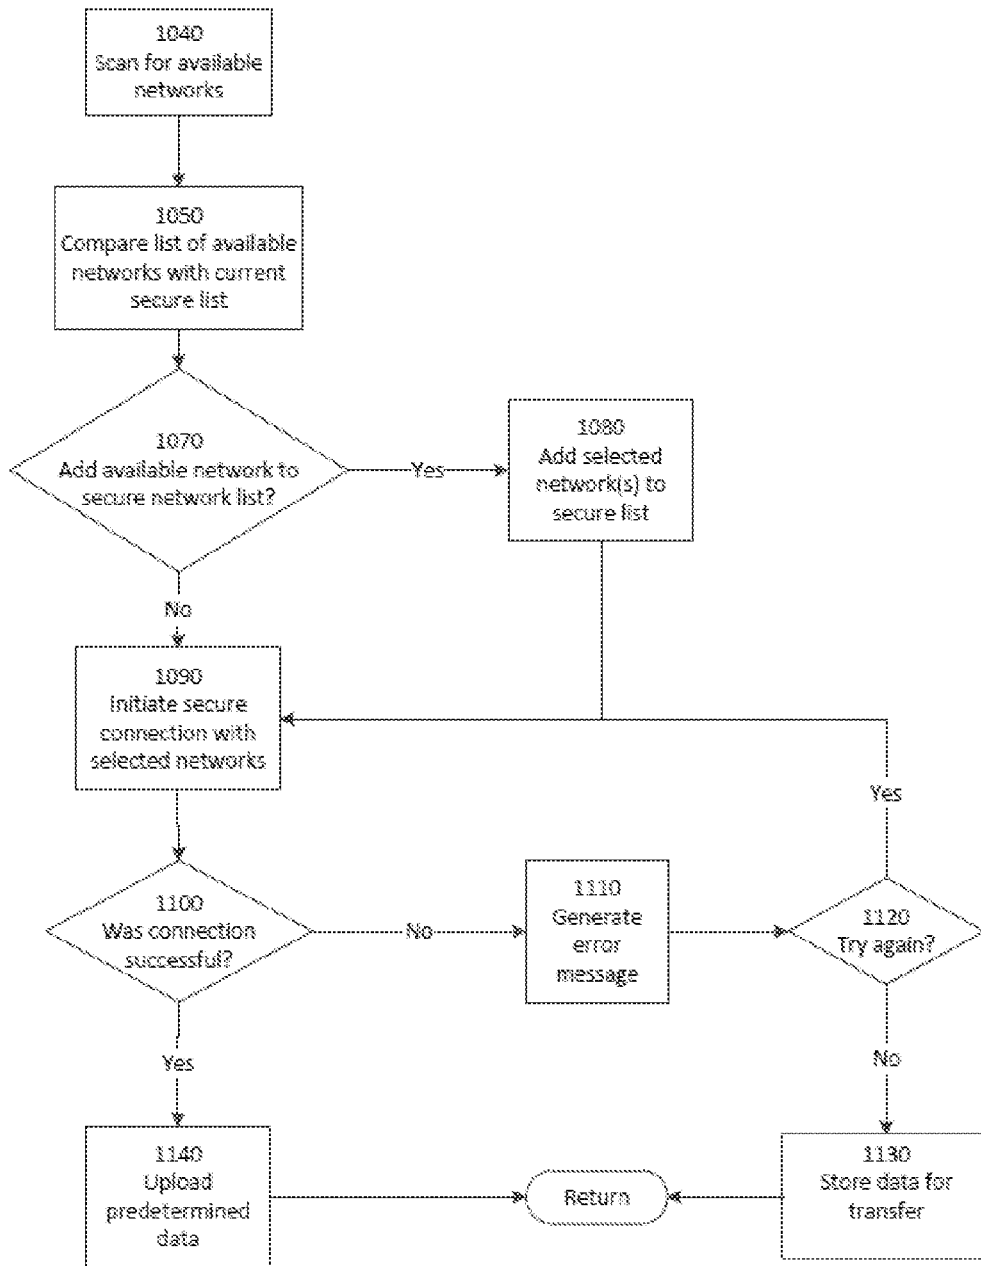 1040
Scan for available
networks
1050
Compare list of available
networks with current
secure list
1070
Add available network to
secure network list?
Yes
1080
Add selected
network(s) to
secure list
No
1090
Initiate secure
connection with
selected networks
Yes
1100
Was connection
successful?
No
1110
Generate
error
message
1120
Try again?
Yes
No
1140
Upload
predetermined
data
Return
1130
Store data for
transfer